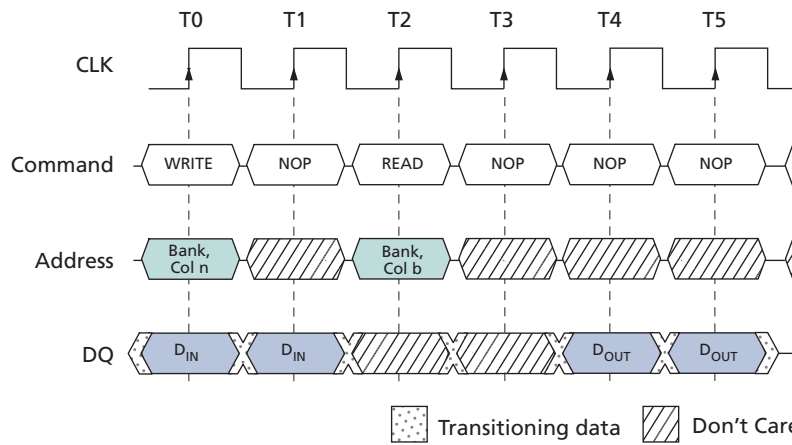 T0 T1 T2 T3 T4 T5
CLK
Command WRITE NOP READ NOP NOP NOP
Address Bank, Col n Bank, Col b
DQ DIN DIN DOUT DOUT
Transitioning data Don't Care